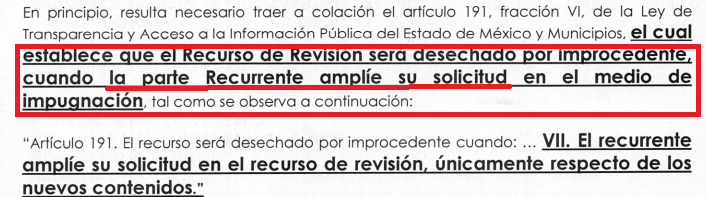 En principio, resulta necesario traer a colación el artículo 191, fracción VI, de la Ley de
Transparencia y Acceso a la Información Pública del Estado de México y Municipios, el cual
establece que el Recurso de Revisión será desechado por improcedente,
cuando la parte Recurrente amplíe su solicitud en el medio de
impugnación, tal como se observa a continuación:
“Artículo 191. El recurso será desechado por improcedente cuando: ... VII. El recurrente
amplíe su solicitud en el recurso de revisión, únicamente respecto de los
nuevos contenidos.”